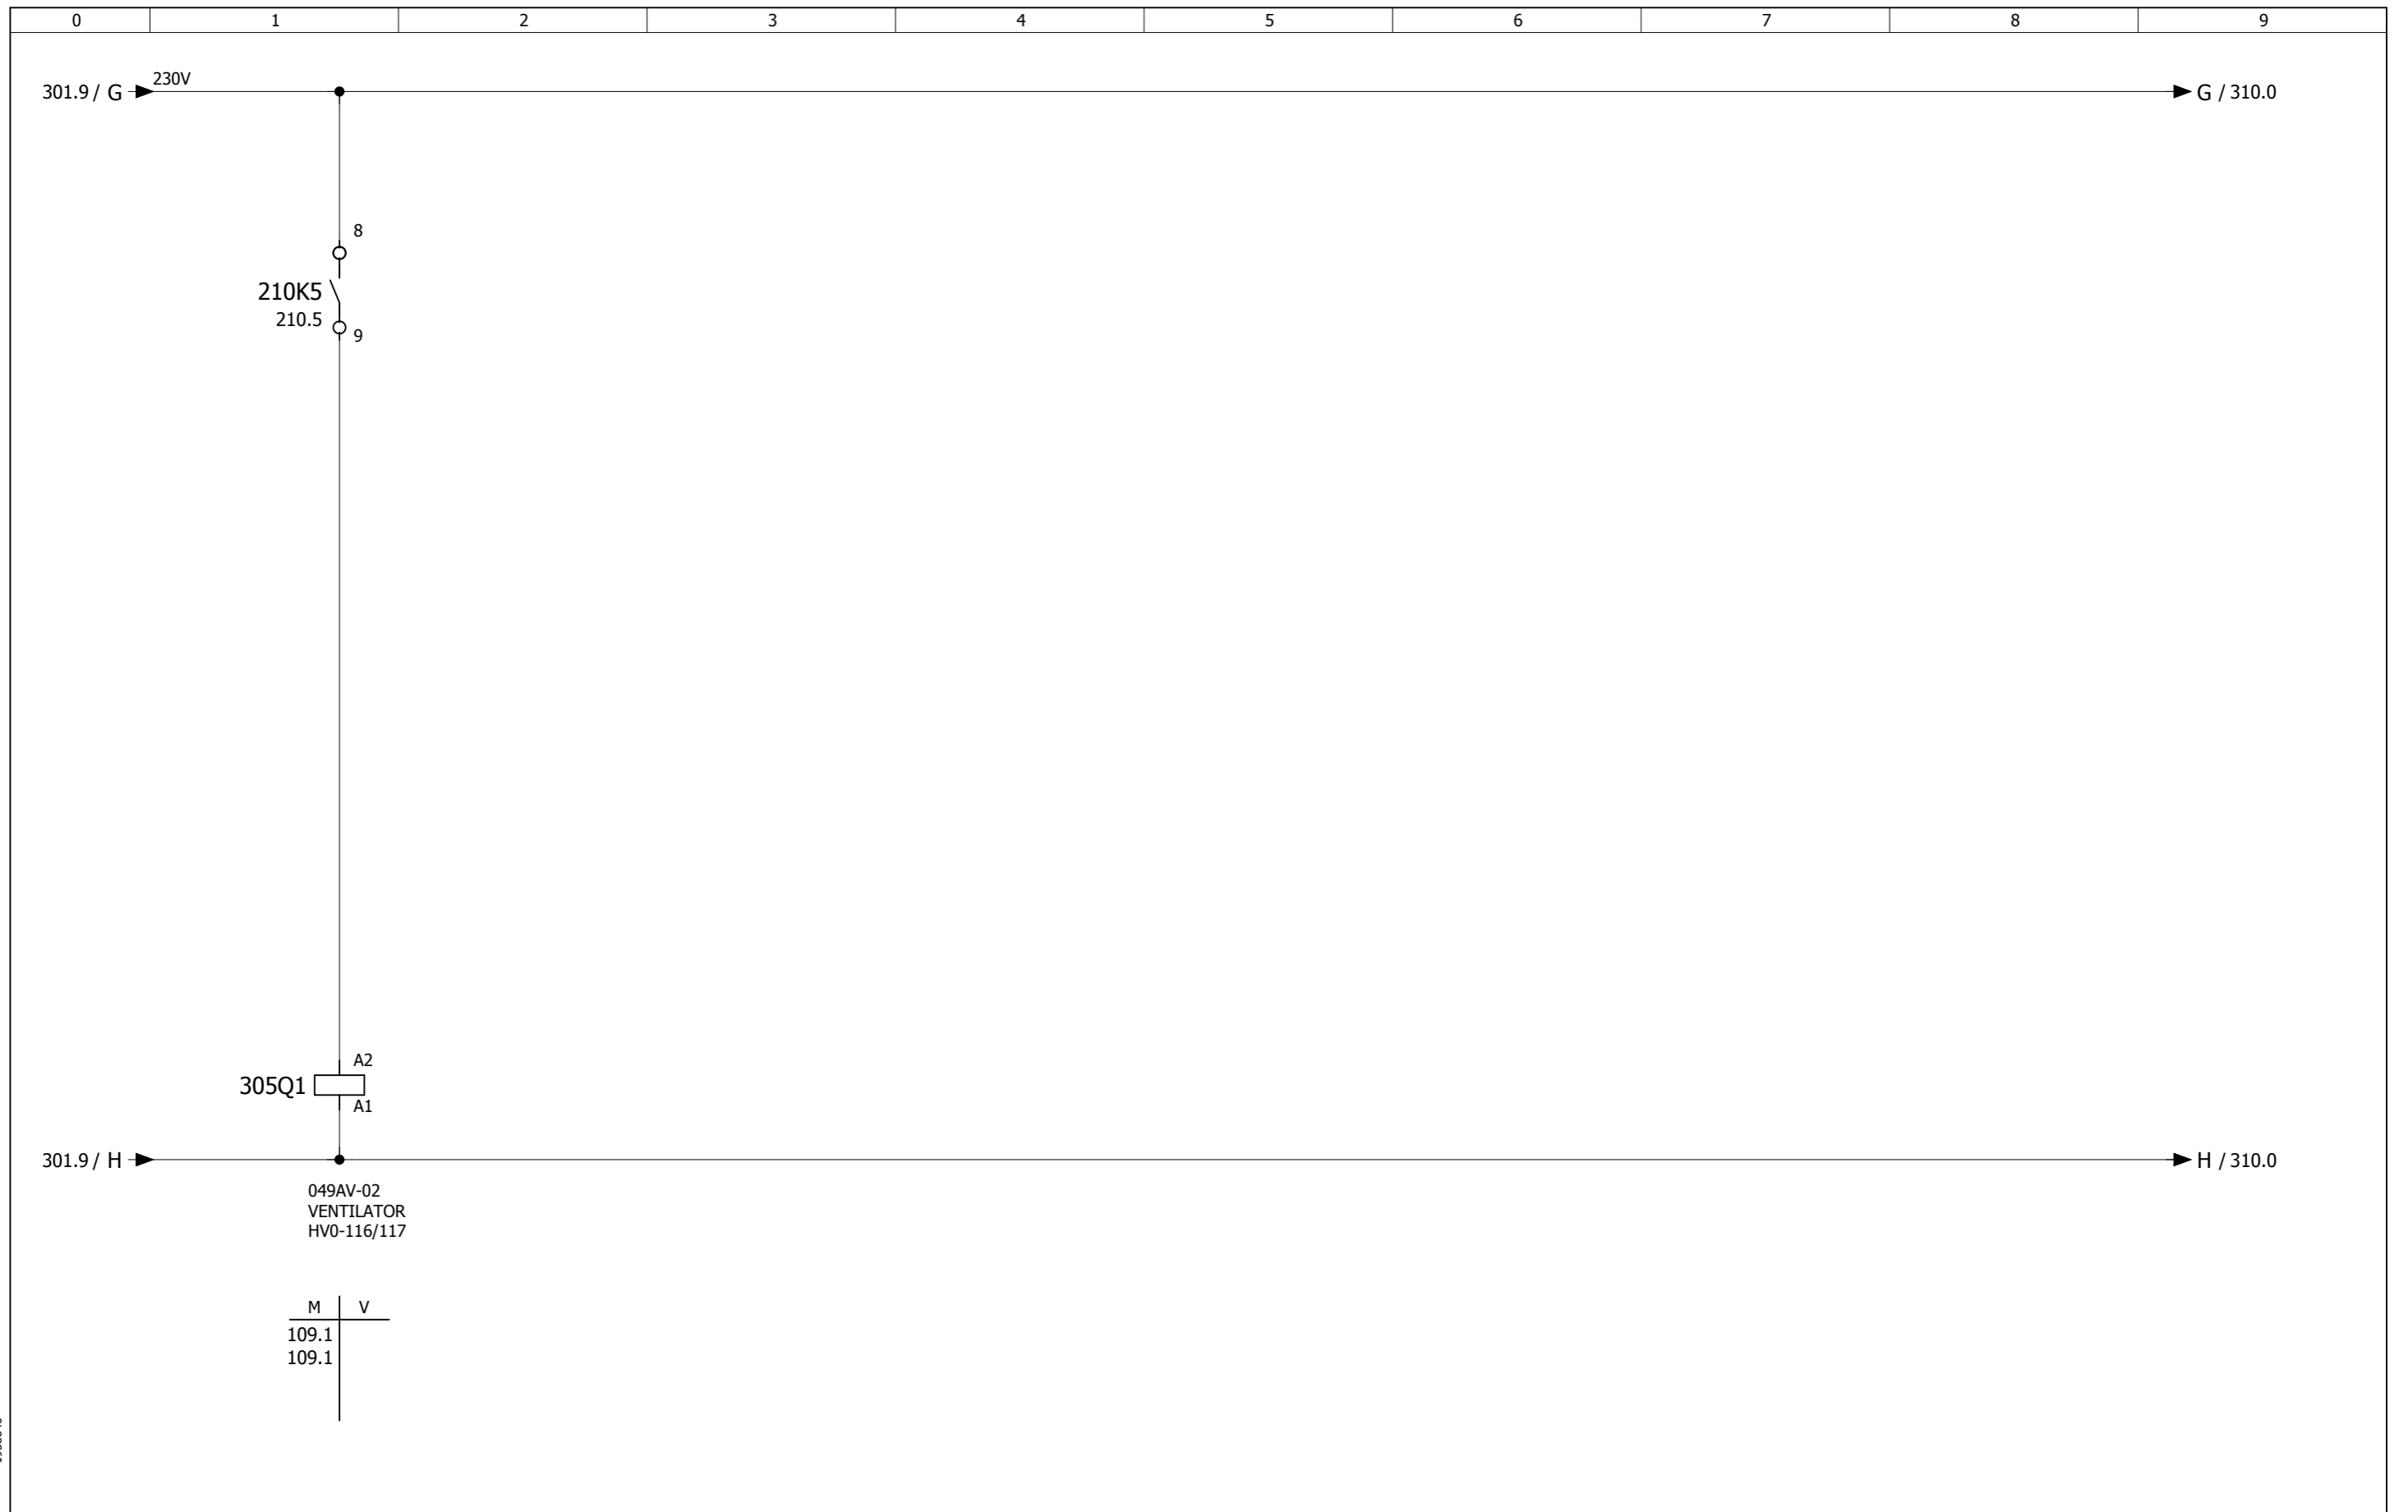 0 1 2 3 4 5 6 7 8 9
230V
301.9 / G
G / 310.0
8
210K5
210.5
9
A2
305Q1
A1
301.9 / H
H / 310.0
049AV-02
VENTILATOR
HV0-116/117
M V
109.1
109.1